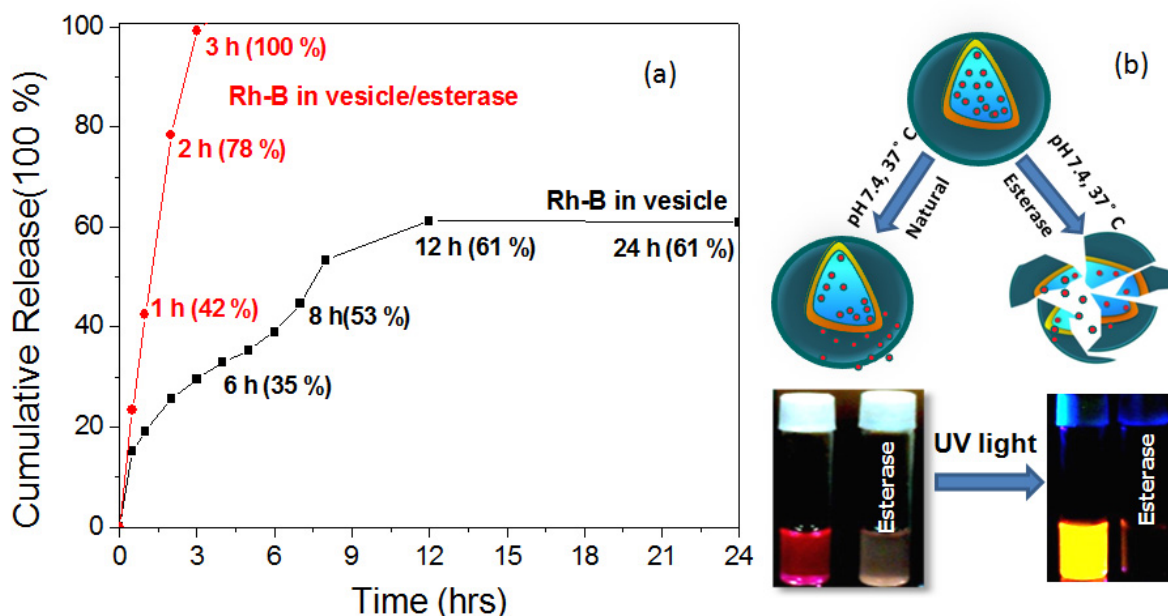 100
80
60
40
20
0
Cumulative Release(100 %)
0
3
6
9
12
15
18
21
24
Time (hrs)
(a)
3 h (100 %)
Rh-B in vesicle/esterase
2 h (78 %)
1 h (42 %)
Rh-B in vesicle
12 h (61 %)
24 h (61 %)
8 h(53 %)
6 h (35 %)
(b)
pH 7.4, 37° C
Natural
pH 7.4, 37° C
Esterase
Esterase
UV light
Esterase